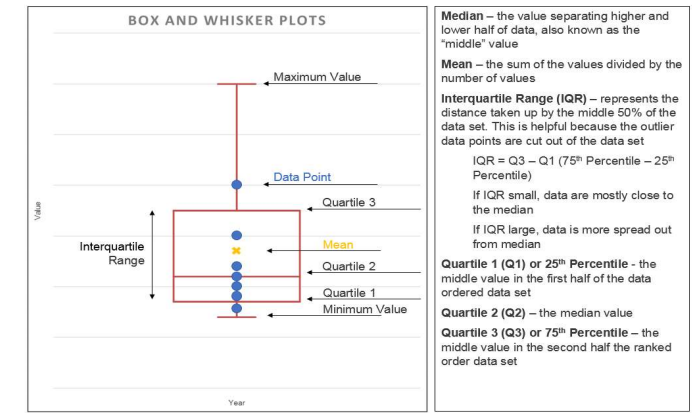 BOX AND WHISKER PLOTS
Maximum Value
Data Point
Quartile 3
Value
Interquartile
Range
Mean
Quartile 2
Quartile 1
Minimum Value
Year
Median – the value separating higher and
lower half of data, also known as the
“middle” value
Mean – the sum of the values divided by the
number of values
Interquartile Range (IQR) – represents the
distance taken up by the middle 50% of the
data set. This is helpful because the outlier
data points are cut out of the data set
IQR = Q3 – Q1 (75th Percentile – 25th
Percentile)
If IQR small, data are mostly close to
the median
If IQR large, data is more spread out
from median
Quartile 1 (Q1) or 25th Percentile - the
middle value in the first half of the data
ordered data set
Quartile 2 (Q2) – the median value
Quartile 3 (Q3) or 75th Percentile – the
middle value in the second half the ranked
order data set